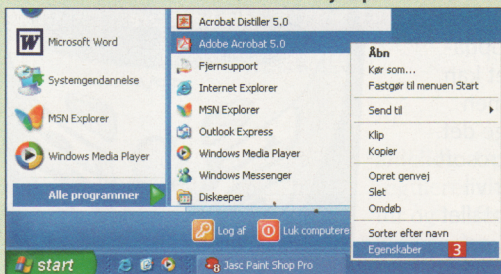 Acrobat Distiller 5.0
Adobe Acrobat 5.0
Fjernsupport
Internet Explorer
MSN Explorer
Outlook Express
Windows Media Player
Windows Messenger
Diskeeper
Microsoft Word
Systemgendannelse
MSN Explorer
Windows Media Player
Alle programmer
Åbn
Kør som...
Fastgør til menuen Start
Send til
Klip
Kopier
Opret genvej
Slet
Omdøb
Sorter efter navn
Egenskaber 3
Log af
Luk computere
start
8 Jasc Paint Shop Pro